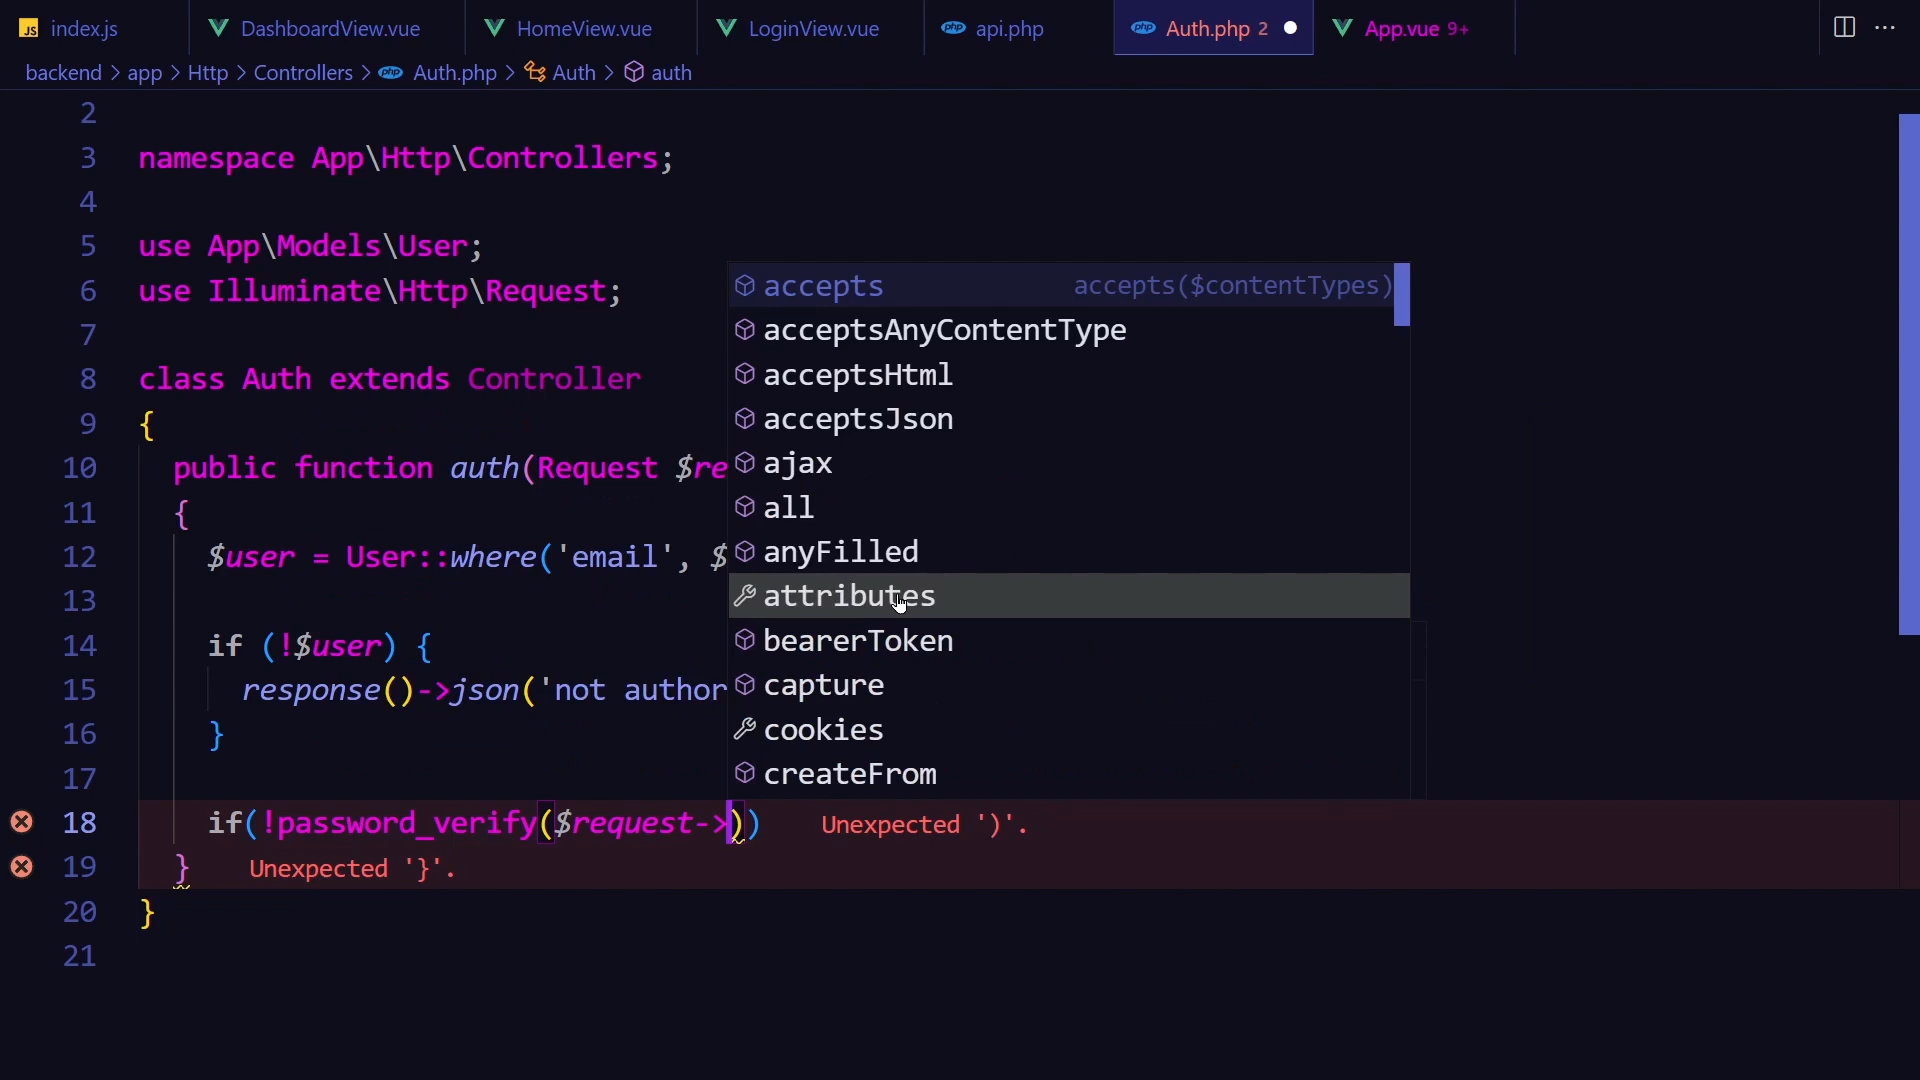 JS index.js DashboardView.vue HomeView.vue LoginView.vue php api.php php Auth.php 2 App.vue 9+ ...
backend > app > Http > Controllers > php Auth.php > Auth > auth
2
3 namespace App\Http\Controllers;
4
5 use App\Models\User;
6 use Illuminate\Http\Request;
7
8 class Auth extends Controller
9 {
10 public function auth(Request $re
11 {
12 $user = User::where('email', $
13
14 if (!$user) {
15 response()->json('not author
16 }
17
18 if(!password_verify($request->)) Unexpected ')'.
19 } Unexpected '}'.
20 }
21
accepts accepts($contentTypes)
acceptsAnyContentType
acceptsHtml
acceptsJson
ajax
all
anyFilled
attributes
bearerToken
capture
cookies
createFrom